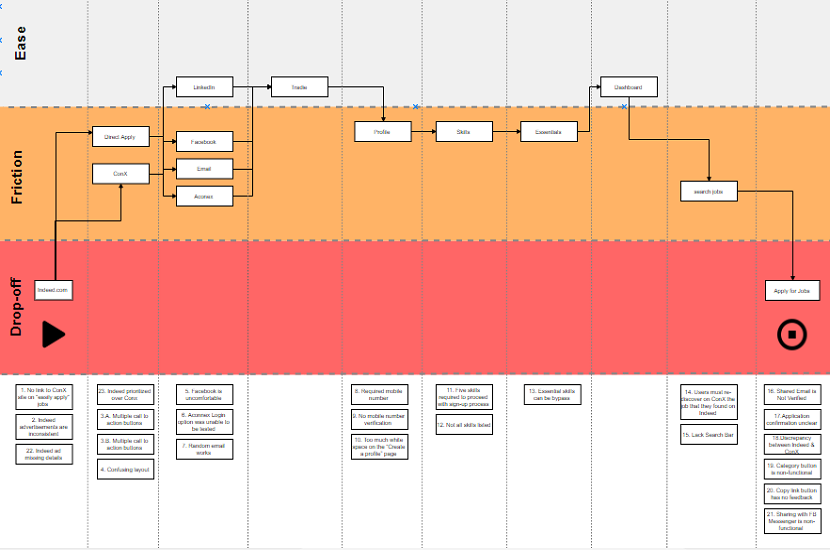 Ease
LinkedIn
Tradie
Dashboard
Friction
Direct Apply
Facebook
Profile
Skills
Essentials
ConX
Email
Aconex
search jobs
Drop-off
Indeed.com
Apply for Jobs
1. No link to ConX
site on "easily apply"
jobs
2. Indeed
advertisements are
inconsistent
22. Indeed ad
missing details
23. Indeed prioritized
over Conx
3.A. Multiple call to
action buttons
3.B. Multiple call to
action buttons
4. Confusing layout
5. Facebook is
uncomfortable
6. Aconnex Login
option was unable to
be tested
7. Random email
works
8. Required mobile
number
9. No mobile number
verification
10. Too much white
space on the "Create
a profile" page
11. Five skills
required to proceed
with sign-up process
12. Not all skills listed
13. Essential skills
can be bypass
14. Users must re-
discover on ConX the
job that they found on
Indeed
15. Lack Search Bar
16. Shared Email is
Not Verified
17.Application
confirmation unclear
18.Discrepancy
between Indeed &
ConX
19. Category button
is non-functional
20. Copy link button
has no feedback
21. Sharing with FB
Messenger is non-
functional